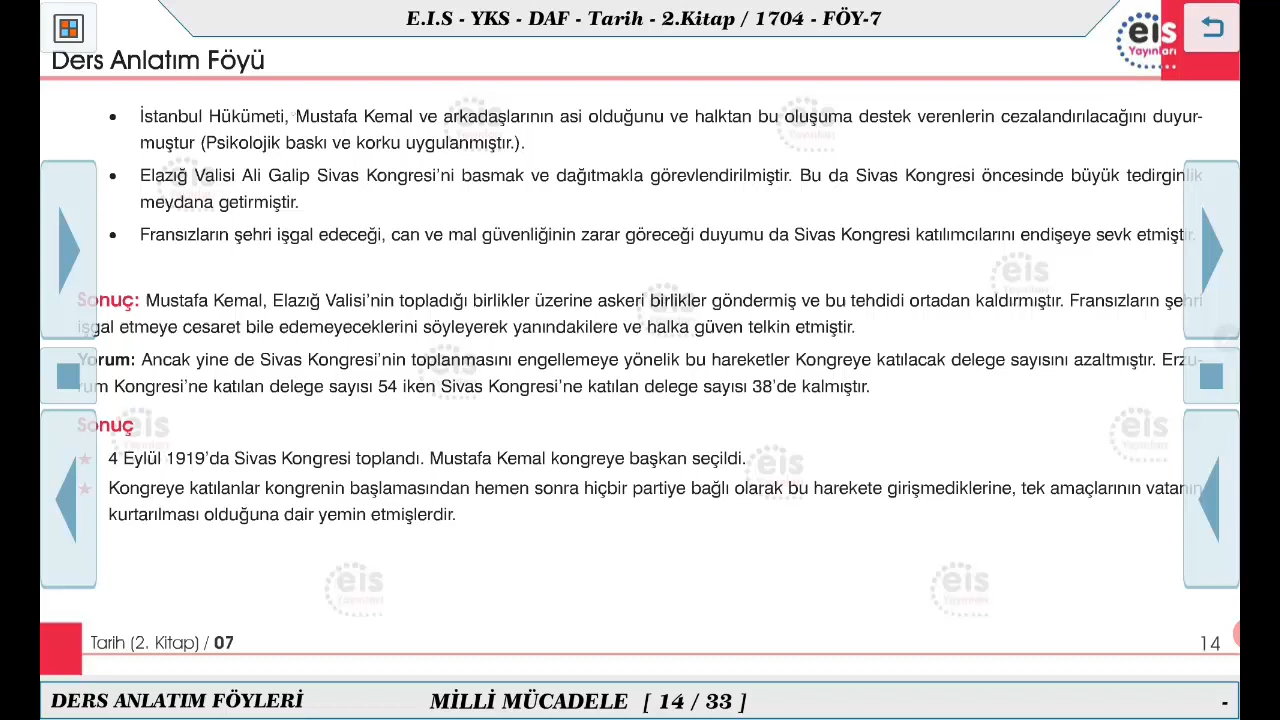 E.I.S - YKS - DAF - Tarih - 2.Kitap / 1704 - FÖY-7
eis
Yayınları
Ders Anlatım Föyü
• İstanbul Hükümeti, Mustafa Kemal ve arkadaşlarının asi olduğunu ve halktan bu oluşuma destek verenlerin cezalandırılacağını duyur-
muştur (Psikolojik baskı ve korku uygulanmıştır.).
• Elazığ Valisi Ali Galip Sivas Kongresi'ni basmak ve dağıtmakla görevlendirilmiştir. Bu da Sivas Kongresi öncesinde büyük tedirginlik
meydana getirmiştir.
• Fransızların şehri işgal edeceği, can ve mal güvenliğinin zarar göreceği duyumu da Sivas Kongresi katılımcılarını endişeye sevk etmiştir.
Sonuç: Mustafa Kemal, Elazığ Valisi'nin topladığı birlikler üzerine askeri birlikler göndermiş ve bu tehdidi ortadan kaldırmıştır. Fransızların şehri
işgal etmeye cesaret bile edemeyeceklerini söyleyerek yanındakilere ve halka güven telkin etmiştir.
Yorum: Ancak yine de Sivas Kongresi'nin toplanmasını engellemeye yönelik bu hareketler Kongreye katılacak delege sayısını azaltmıştır. Erzu-
rum Kongresi'ne katılan delege sayısı 54 iken Sivas Kongresi'ne katılan delege sayısı 38'de kalmıştır.
Sonuç
★ 4 Eylül 1919'da Sivas Kongresi toplandı. Mustafa Kemal kongreye başkan seçildi.
★ Kongreye katılanlar kongrenin başlamasından hemen sonra hiçbir partiye bağlı olarak bu harekete girişmediklerine, tek amaçlarının vatanın
kurtarılması olduğuna dair yemin etmişlerdir.
Tarih (2. Kitap) / 07
14
DERS ANLATIM FÖYLERİ
MİLLİ MÜCADELE [ 14 / 33 ]
-